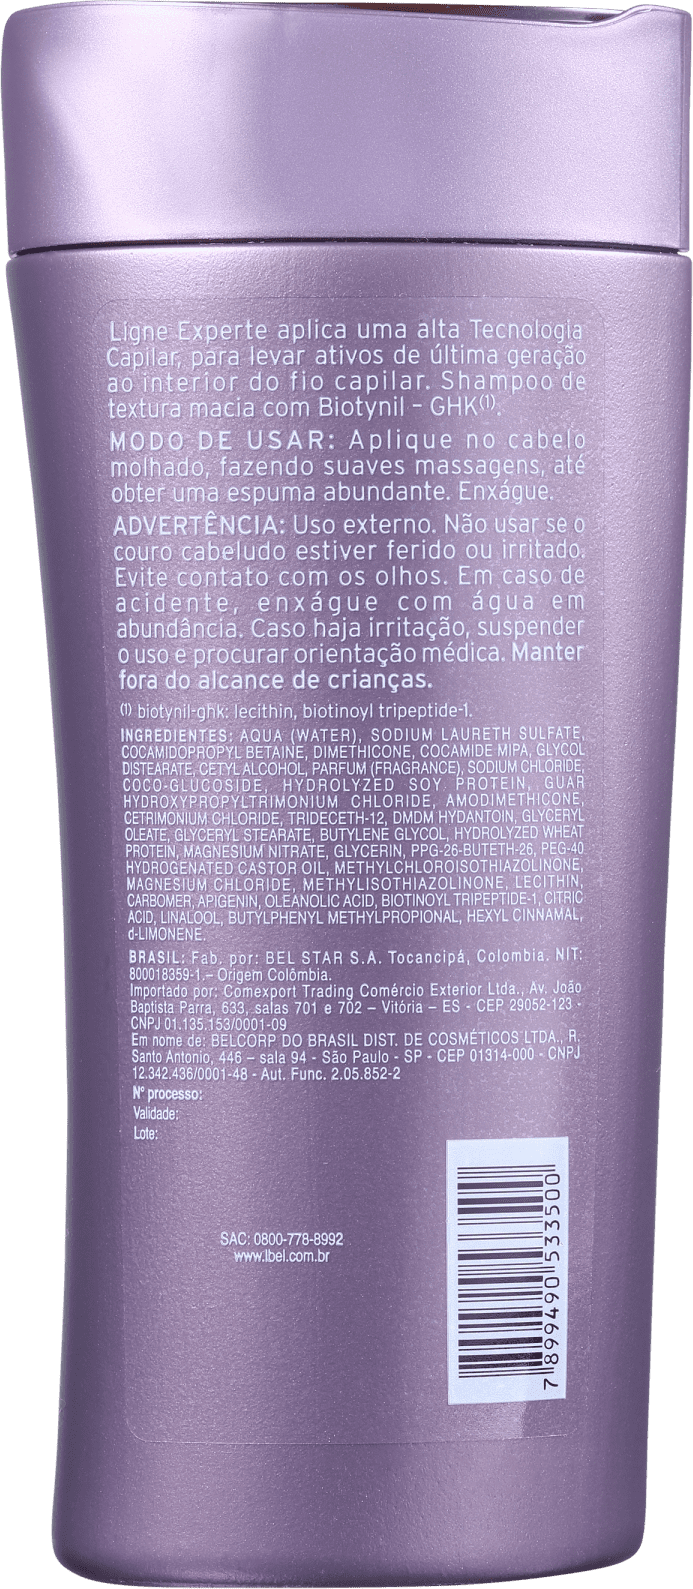 Ligne Experte aplica uma alta Tecnologia
Capilar, para levar ativos de última geração
ao interior do fio capilar. Shampoo de
textura macia com Biotynil – GHK⁽¹⁾.
MODO DE USAR: Aplique no cabelo
molhado, fazendo suaves massagens, até
obter uma espuma abundante. Enxágue.
ADVERTÊNCIA: Uso externo. Não usar se o
couro cabeludo estiver ferido ou irritado.
Evite contato com os olhos. Em caso de
acidente, enxágue com água em
abundância. Caso haja irritação, suspender
o uso e procurar orientação médica. Manter
fora do alcance de crianças.
⁽¹⁾ biotynil-ghk: lecithin, biotinoyl tripeptide-1.
INGREDIENTES: AQUA (WATER), SODIUM LAURETH SULFATE,
COCAMIDOPROPYL BETAINE, DIMETHICONE, COCAMIDE MIPA, GLYCOL
DISTEARATE, CETYL ALCOHOL, PARFUM (FRAGRANCE), SODIUM CHLORIDE,
COCO-GLUCOSIDE, HYDROLYZED SOY PROTEIN, GUAR
HYDROXYPROPYLTRIMONIUM CHLORIDE, AMODIMETHICONE,
CETRIMONIUM CHLORIDE, TRIDECETH-12, DMDM HYDANTOIN, GLYCERYL
OLEATE, GLYCERYL STEARATE, BUTYLENE GLYCOL, HYDROLYZED WHEAT
PROTEIN, MAGNESIUM NITRATE, GLYCERIN, PPG-26-BUTETH-26, PEG-40
HYDROGENATED CASTOR OIL, METHYLCHLOROISOTHIAZOLINONE,
MAGNESIUM CHLORIDE, METHYLISOTHIAZOLINONE, LECITHIN,
CARBOMER, APIGENIN, OLEANOLIC ACID, BIOTINOYL TRIPEPTIDE-1, CITRIC
ACID, LINALOOL, BUTYLPHENYL METHYLPROPIONAL, HEXYL CINNAMAL,
d-LIMONENE.
BRASIL: Fab. por: BEL STAR S.A. Tocancipá, Colombia. NIT:
800018359-1.– Origem Colômbia.
Importado por: Comexport Trading Comércio Exterior Ltda., Av. João
Baptista Parra, 633, salas 701 e 702 – Vitória – ES - CEP 29052-123 -
CNPJ 01.135.153/0001-09
Em nome de: BELCORP DO BRASIL DIST. DE COSMÉTICOS LTDA., R.
Santo Antonio, 446 – sala 94 - São Paulo - SP - CEP 01314-000 - CNPJ
12.342.436/0001-48 - Aut. Func. 2.05.852-2
Nº processo:
Validade:
Lote:
SAC: 0800-778-8992
www.lbel.com.br
7 899490 533500